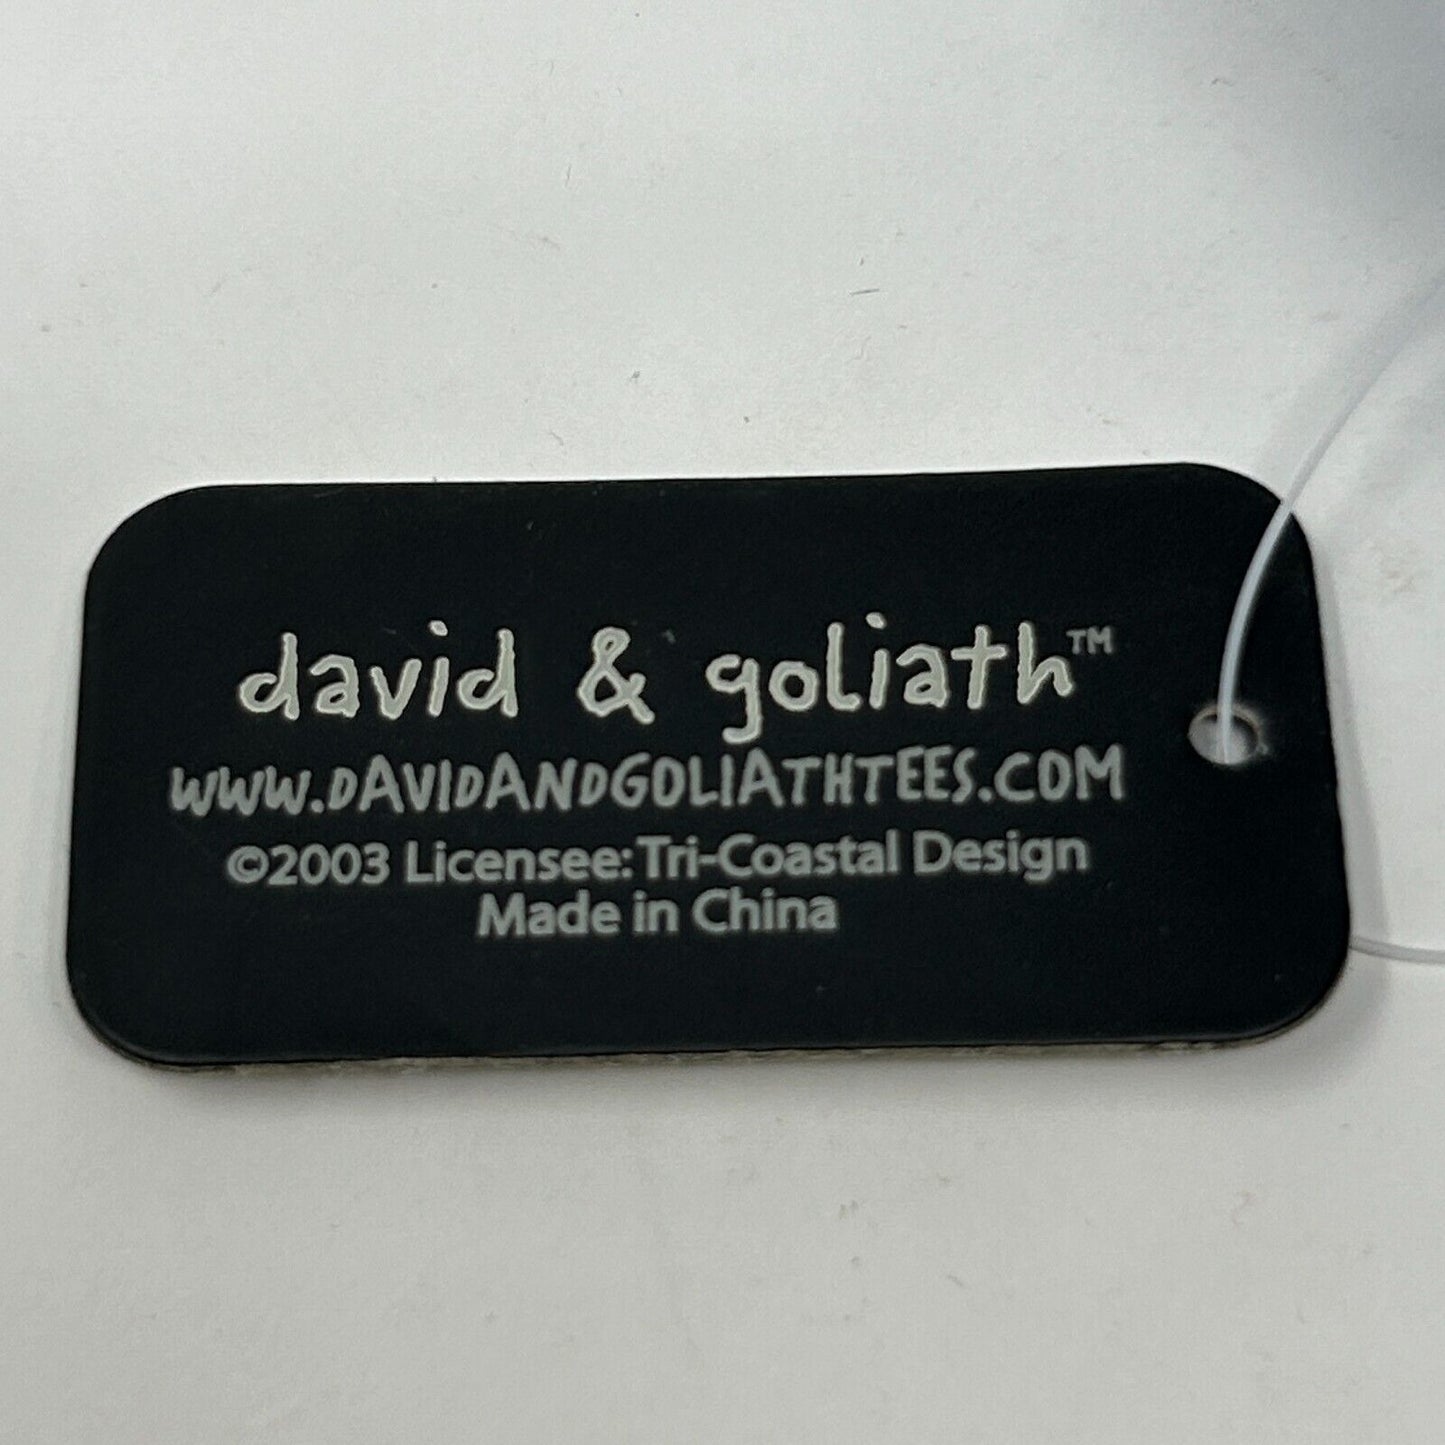 david & goliath™
www.dAVIDANDGOLIATHTEES.COM
©2003 Licensee: Tri-Coastal Design
Made in China